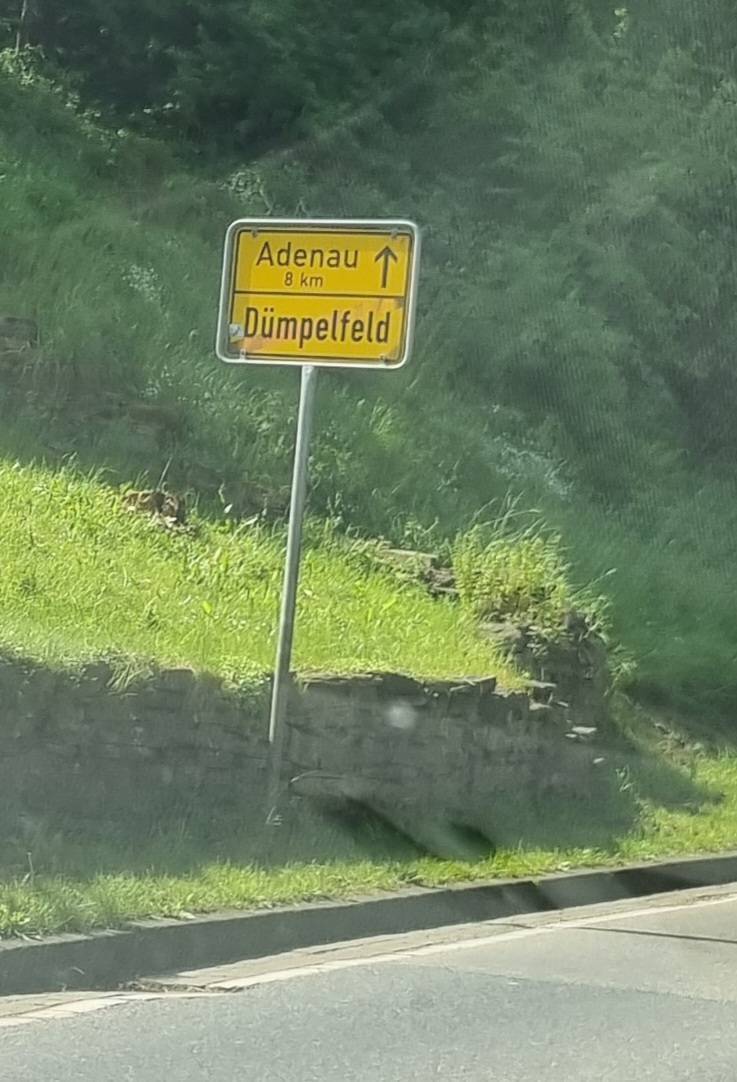 Adenau ↑
8 km
Dümpelfeld